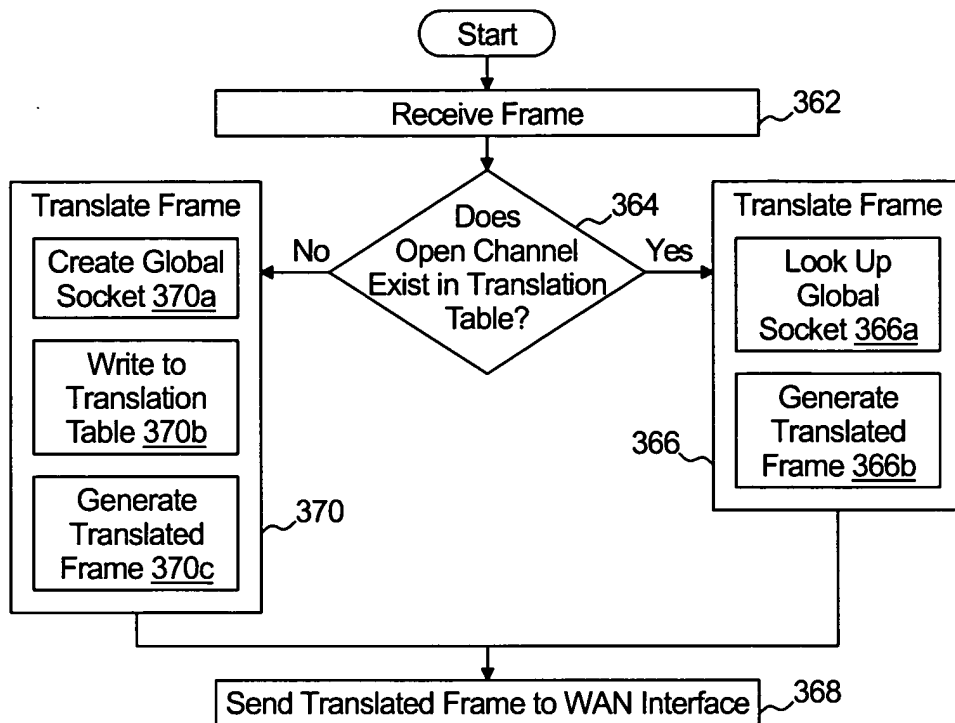 Start
Receive Frame
362
Does
Open Channel
Exist in Translation
Table?
364
No
Yes
Translate Frame
Create Global
Socket 370a
Write to
Translation
Table 370b
Generate
Translated
Frame 370c
370
Translate Frame
Look Up
Global
Socket 366a
Generate
Translated
Frame 366b
366
Send Translated Frame to WAN Interface
368